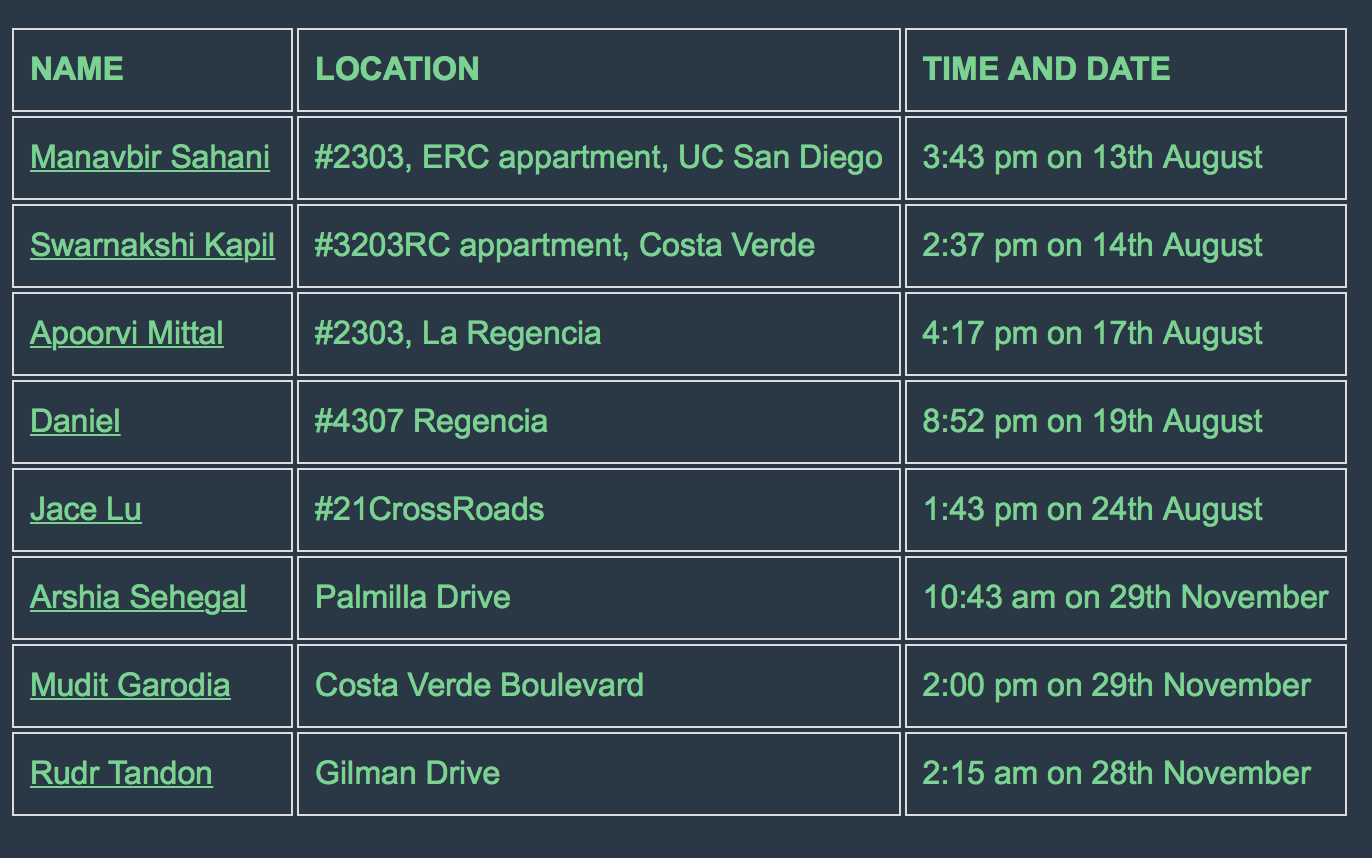 NAME LOCATION TIME AND DATE
Manavbir Sahani #2303, ERC appartment, UC San Diego 3:43 pm on 13th August
Swarnakshi Kapil #3203RC appartment, Costa Verde 2:37 pm on 14th August
Apoorvi Mittal #2303, La Regencia 4:17 pm on 17th August
Daniel #4307 Regencia 8:52 pm on 19th August
Jace Lu #21CrossRoads 1:43 pm on 24th August
Arshia Sehegal Palmilla Drive 10:43 am on 29th November
Mudit Garodia Costa Verde Boulevard 2:00 pm on 29th November
Rudr Tandon Gilman Drive 2:15 am on 28th November